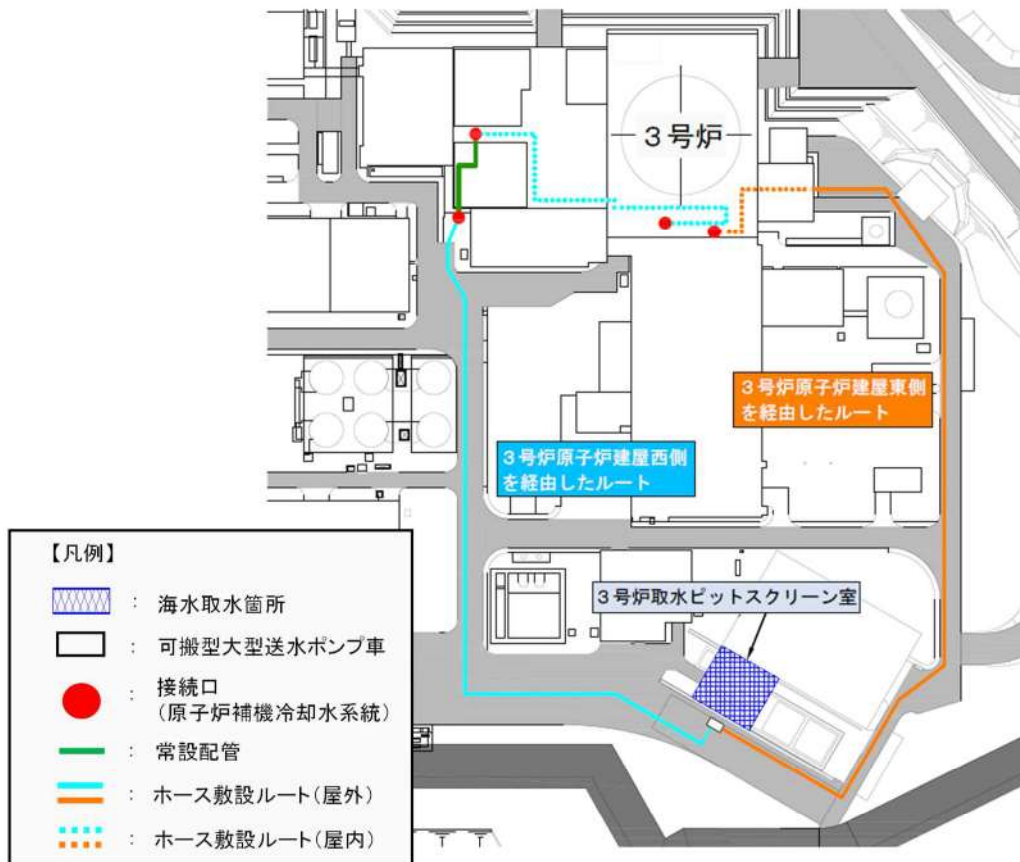 3号炉
3号炉原子炉建屋東側
を経由したルート
3号炉原子炉建屋西側
を経由したルート
3号炉取水ピットスクリーン室
【凡例】
： 海水取水箇所
： 可搬型大型送水ポンプ車
： 接続口
（原子炉補機冷却水系統）
： 常設配管
： ホース敷設ルート（屋外）
： ホース敷設ルート（屋内）